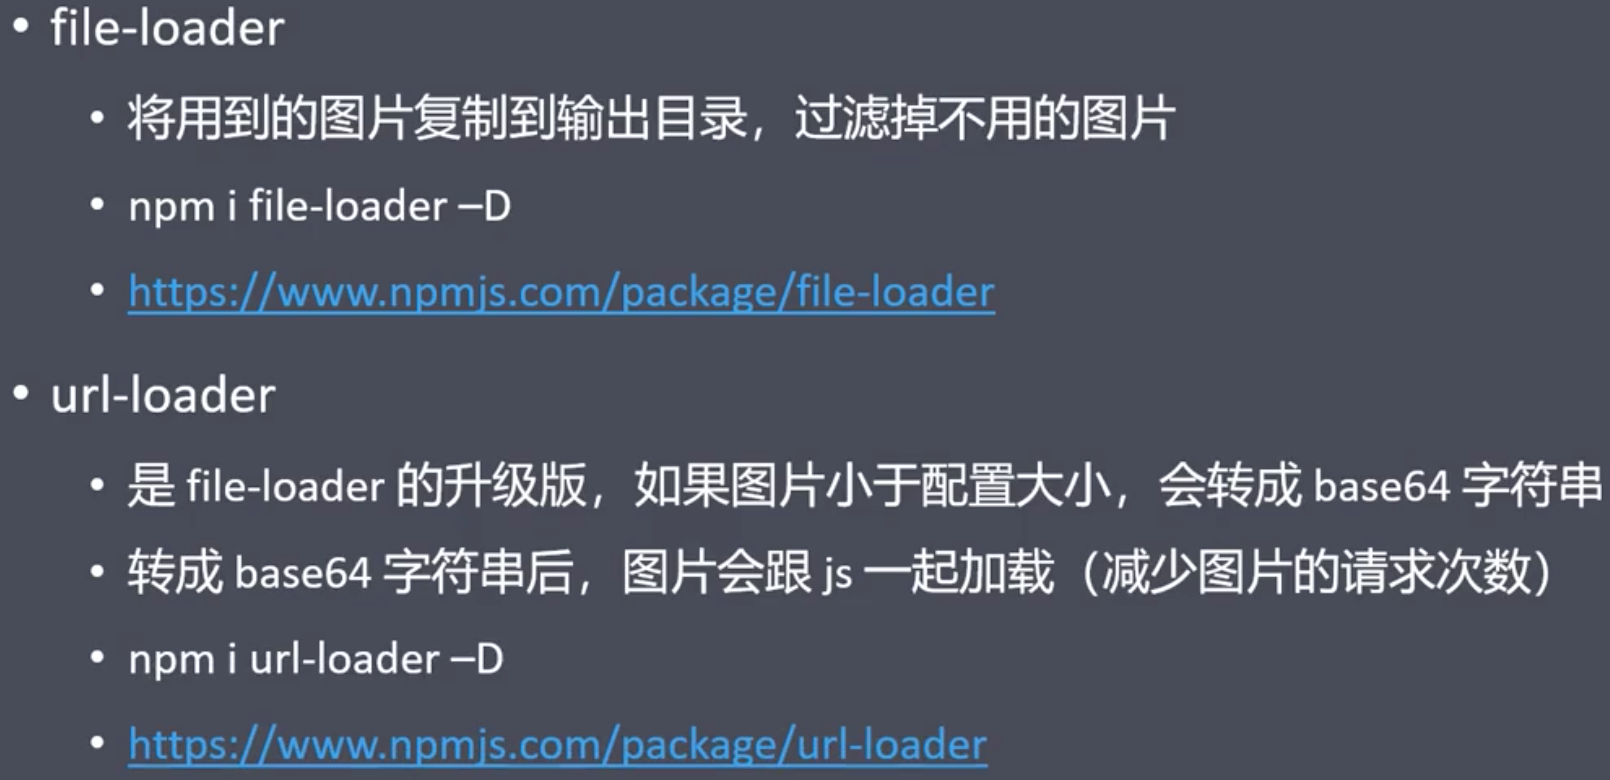 • file-loader
• 将用到的图片复制到输出目录，过滤掉不用的图片
• npm i file-loader –D
• https://www.npmjs.com/package/file-loader
• url-loader
• 是 file-loader 的升级版，如果图片小于配置大小，会转成 base64 字符串
• 转成 base64 字符串后，图片会跟 js 一起加载（减少图片的请求次数）
• npm i url-loader –D
• https://www.npmjs.com/package/url-loader